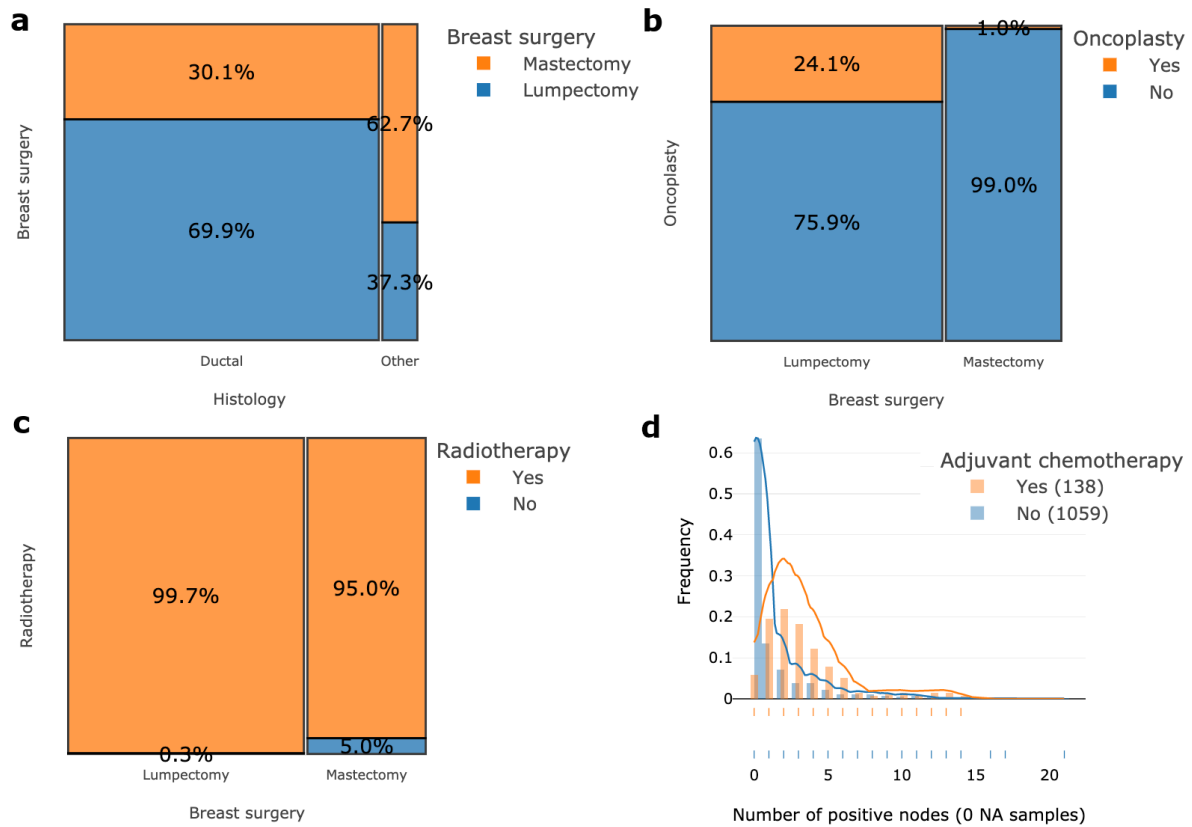 a
Breast surgery
Mastectomy
Lumpectomy
30.1%
62.7%
69.9%
37.3%
Breast surgery
Ductal
Other
Histology
b
Oncoplasty
Yes
No
1.0%
24.1%
99.0%
75.9%
Oncoplasty
Lumpectomy
Mastectomy
Breast surgery
c
Radiotherapy
Yes
No
99.7%
95.0%
0.3%
5.0%
Radiotherapy
Lumpectomy
Mastectomy
Breast surgery
d
Adjuvant chemotherapy
Yes (138)
No (1059)
0.6
0.5
0.4
0.3
0.2
0.1
0
Frequency
0 5 10 15 20
Number of positive nodes (0 NA samples)